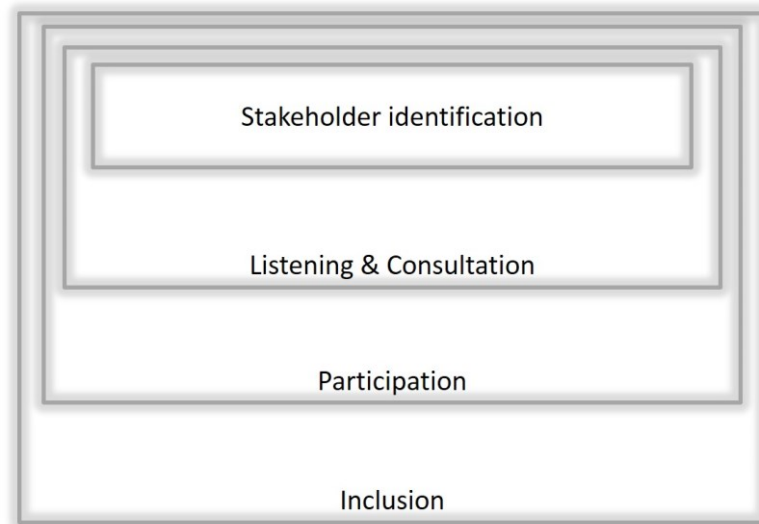 Stakeholder identification
Listening & Consultation
Participation
Inclusion